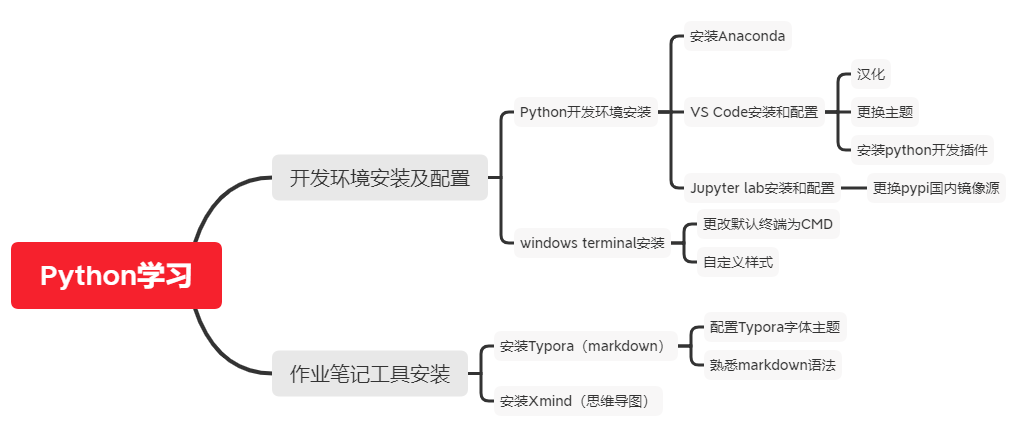 Python学习
开发环境安装及配置
Python开发环境安装
安装Anaconda
VS Code安装和配置
汉化
更换主题
安装python开发插件
Jupyter lab安装和配置
更换pypi国内镜像源
windows terminal安装
更改默认终端为CMD
自定义样式
作业笔记工具安装
安装Typora（markdown）
配置Typora字体主题
熟悉markdown语法
安装Xmind（思维导图）